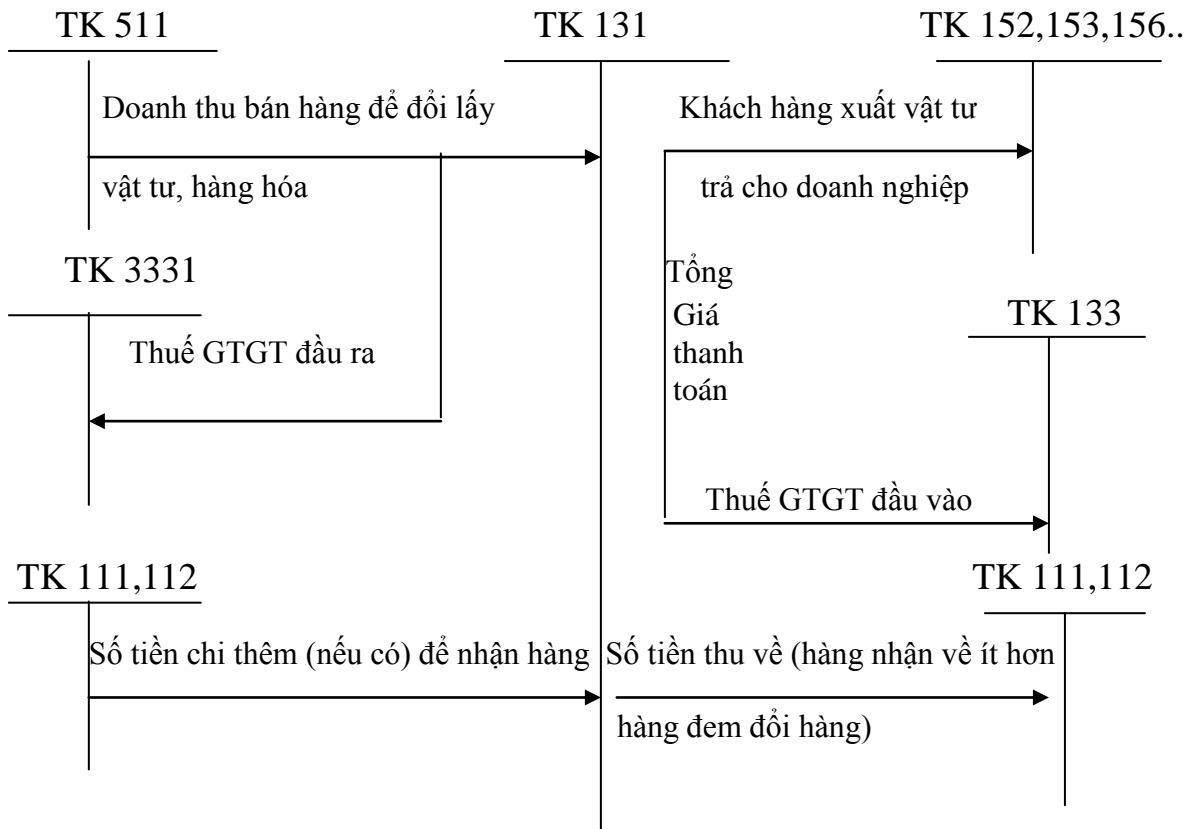 TK 511
TK 131
TK 152,153,156..
Doanh thu bán hàng để đổi lấy
vật tư, hàng hóa
Khách hàng xuất vật tư
trả cho doanh nghiệp
TK 3331
Thuế GTGT đầu ra
Tổng
Giá
thanh
toán
TK 133
Thuế GTGT đầu vào
TK 111,112
TK 111,112
Số tiền chi thêm (nếu có) để nhận hàng
Số tiền thu về (hàng nhận về ít hơn
hàng đem đổi hàng)